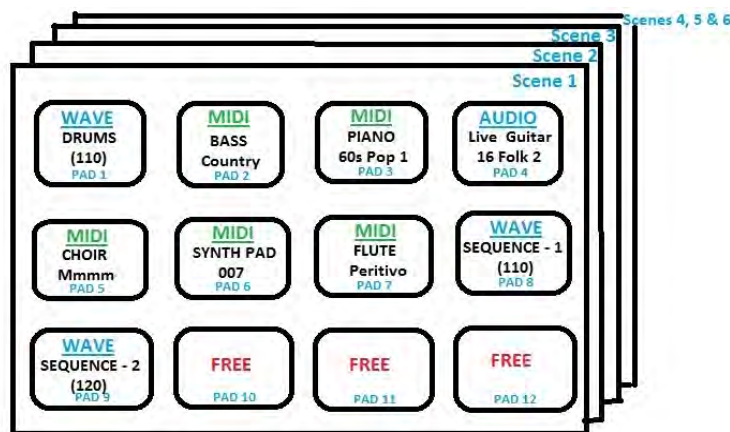 Scenes 4, 5 & 6
Scene 3
Scene 2
Scene 1
WAVE
DRUMS
(110)
PAD 1
MIDI
BASS
Country
PAD 2
MIDI
PIANO
60s Pop 1
PAD 3
AUDIO
Live Guitar
16 Folk 2
PAD 4
MIDI
CHOIR
Mmmm
PAD 5
MIDI
SYNTH PAD
007
PAD 6
MIDI
FLUTE
Peritivo
PAD 7
WAVE
SEQUENCE - 1
(110)
PAD 8
WAVE
SEQUENCE - 2
(120)
PAD 9
FREE
PAD 10
FREE
PAD 11
FREE
PAD 12